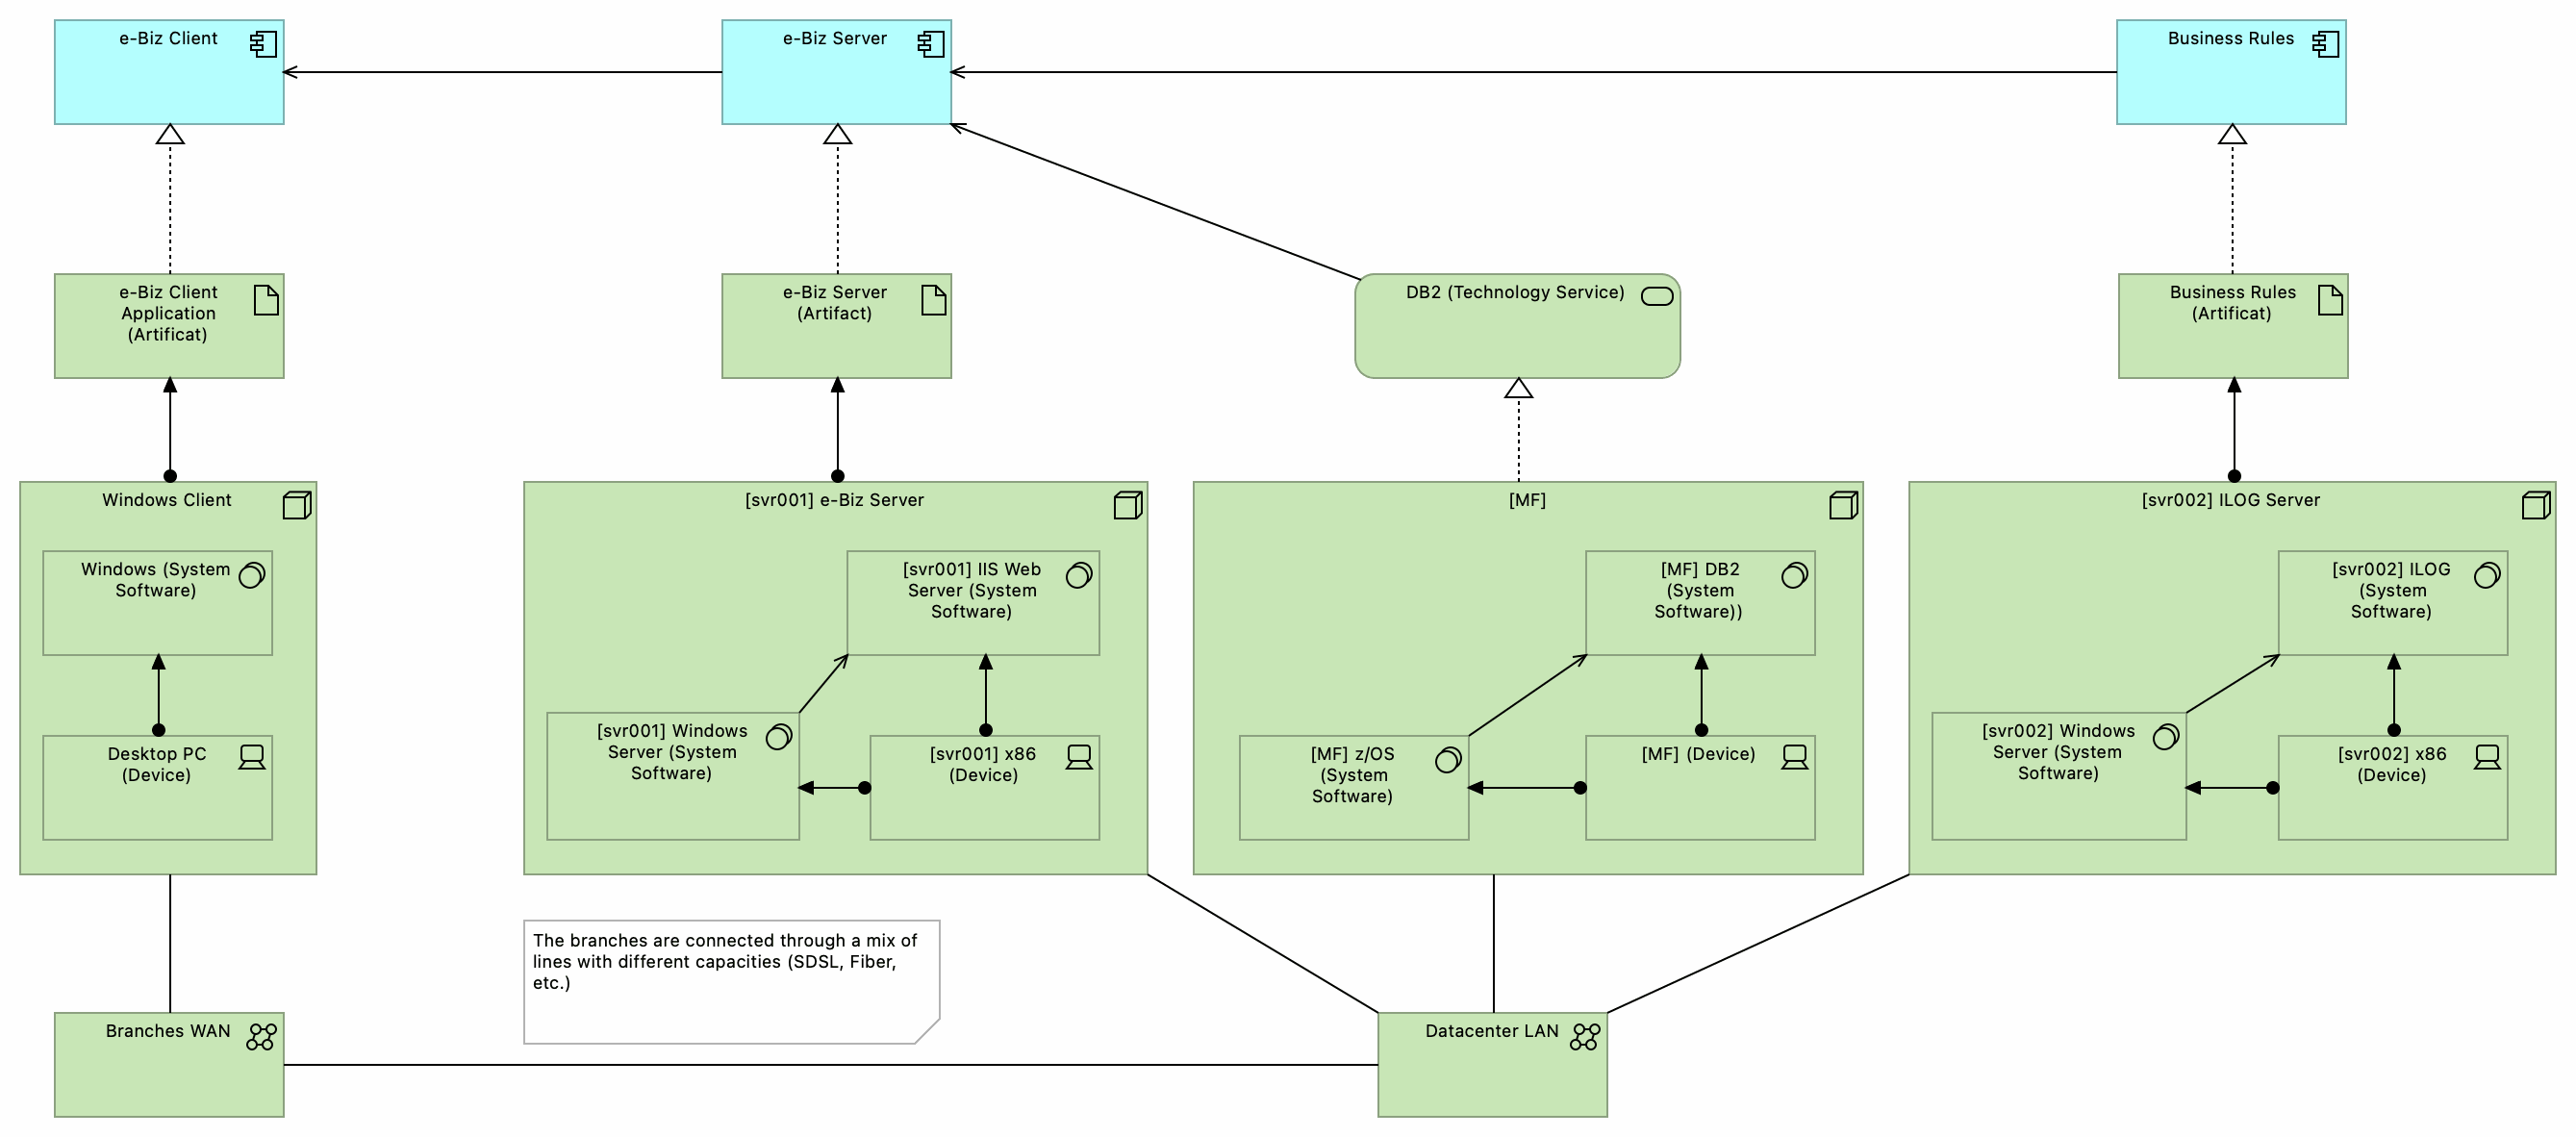 e-Biz Client
e-Biz Server
Business Rules
e-Biz Client
Application
(Artificat)
e-Biz Server
(Artifact)
DB2 (Technology Service)
Business Rules
(Artificat)
Windows Client
Windows (System
Software)
Desktop PC
(Device)
[svr001] e-Biz Server
[svr001] IIS Web
Server (System
Software)
[svr001] Windows
Server (System
Software)
[svr001] x86
(Device)
[MF]
[MF] DB2
(System
Software))
[MF] z/OS
(System
Software)
[MF] (Device)
[svr002] ILOG Server
[svr002] ILOG
(System
Software)
[svr002] Windows
Server (System
Software)
[svr002] x86
(Device)
The branches are connected through a mix of
lines with different capacities (SDSL, Fiber,
etc.)
Branches WAN
Datacenter LAN